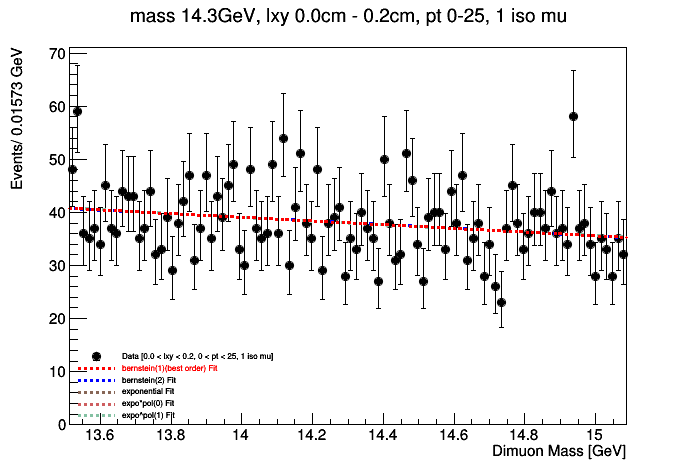 mass 14.3GeV, lxy 0.0cm - 0.2cm, pt 0-25, 1 iso mu
Events/ 0.01573 GeV
70
60
50
40
30
20
10
0
Data [0.0 < lxy < 0.2, 0 < pt < 25, 1 iso mu]
bernstein(1)(best order) Fit
bernstein(2) Fit
exponential Fit
expo*pol(0) Fit
expo*pol(1) Fit
13.6 13.8 14 14.2 14.4 14.6 14.8 15
Dimuon Mass [GeV]